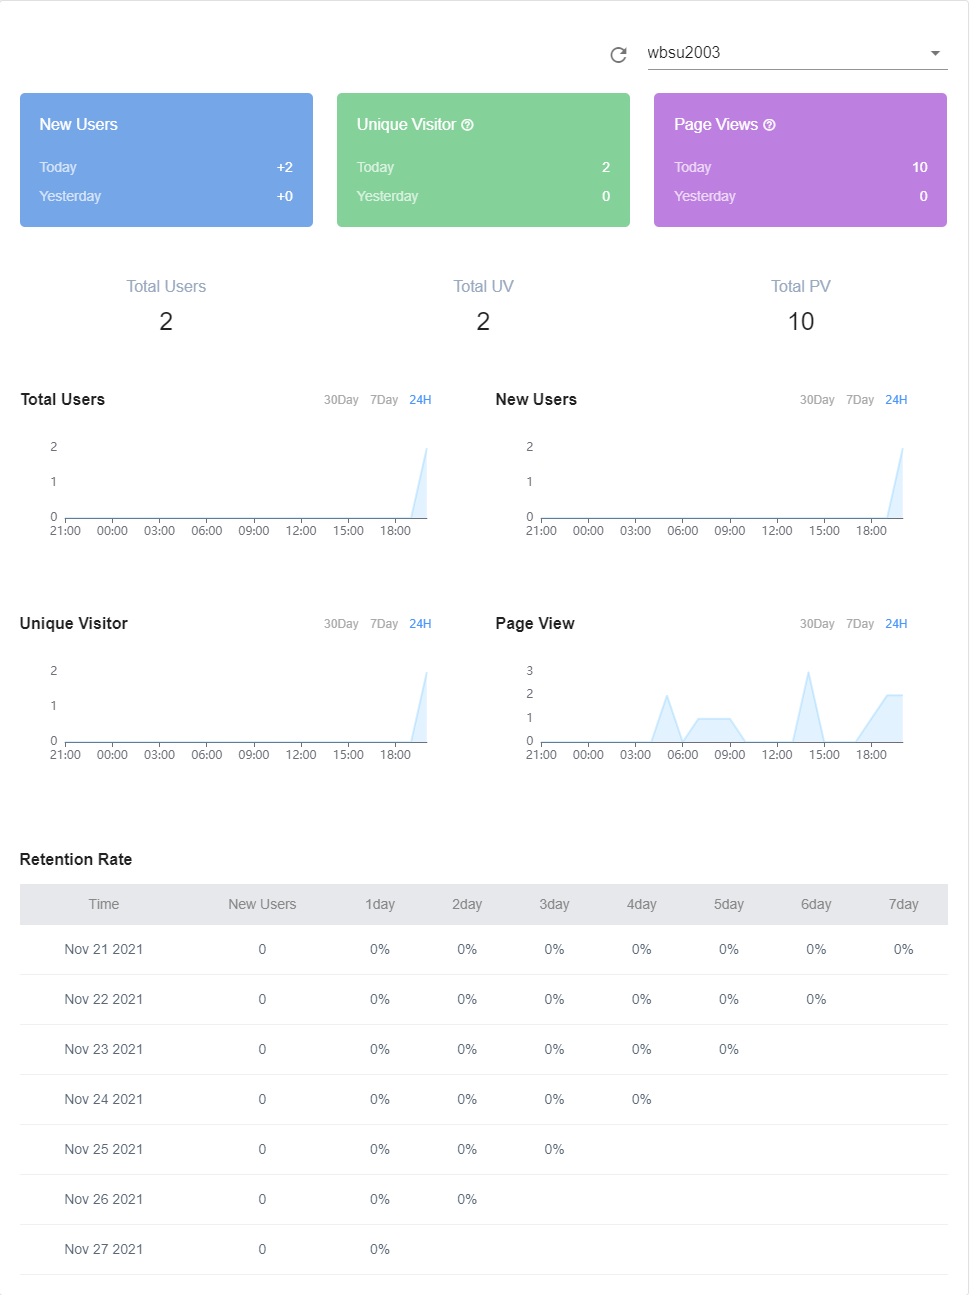 wbsu2003
New Users
Today +2
Yesterday +0
Unique Visitor
Today 2
Yesterday 0
Page Views
Today 10
Yesterday 0
Total Users
2
Total UV
2
Total PV
10
Total Users 30Day 7Day 24H
2
1
0
21:00 00:00 03:00 06:00 09:00 12:00 15:00 18:00
New Users 30Day 7Day 24H
2
1
0
21:00 00:00 03:00 06:00 09:00 12:00 15:00 18:00
Unique Visitor 30Day 7Day 24H
2
1
0
21:00 00:00 03:00 06:00 09:00 12:00 15:00 18:00
Page View 30Day 7Day 24H
3
2
1
0
21:00 00:00 03:00 06:00 09:00 12:00 15:00 18:00
Retention Rate
Time New Users 1day 2day 3day 4day 5day 6day 7day
Nov 21 2021 0 0% 0% 0% 0% 0% 0% 0%
Nov 22 2021 0 0% 0% 0% 0% 0% 0%
Nov 23 2021 0 0% 0% 0% 0% 0%
Nov 24 2021 0 0% 0% 0% 0%
Nov 25 2021 0 0% 0% 0%
Nov 26 2021 0 0% 0%
Nov 27 2021 0 0%